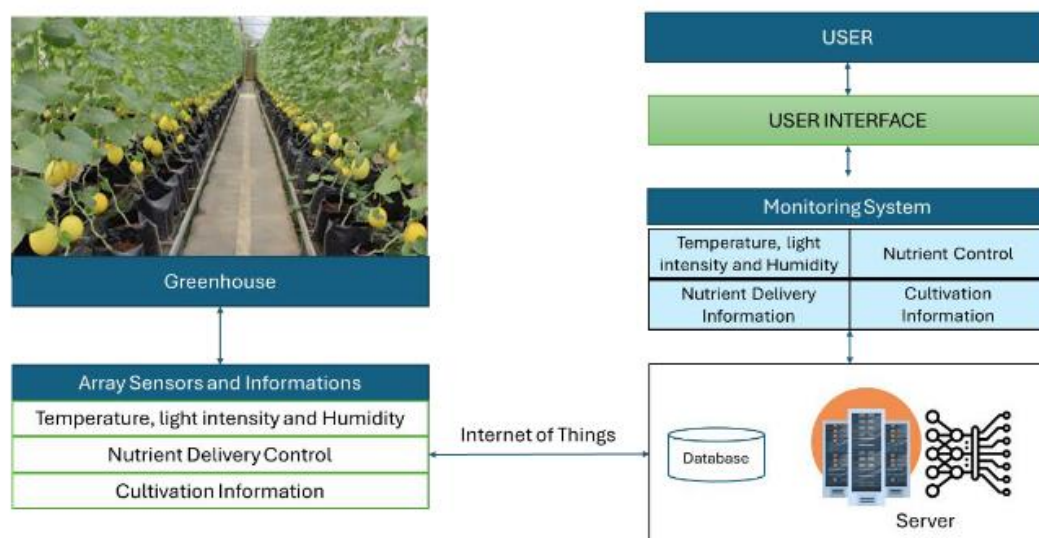 Greenhouse
Array Sensors and Informations
Temperature, light intensity and Humidity
Nutrient Delivery Control
Cultivation Information
Internet of Things
USER
USER INTERFACE
Monitoring System
Temperature, light
intensity and Humidity
Nutrient Control
Nutrient Delivery
Information
Cultivation
Information
Database
Server